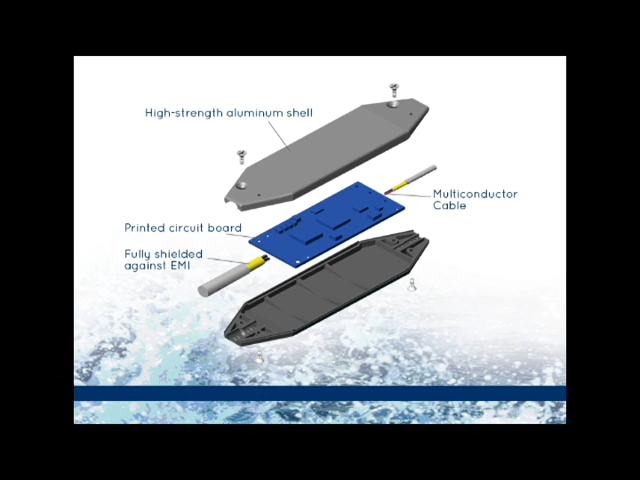 High-strength aluminum shell
Multiconductor
Cable
Printed circuit board
Fully shielded
against EMI